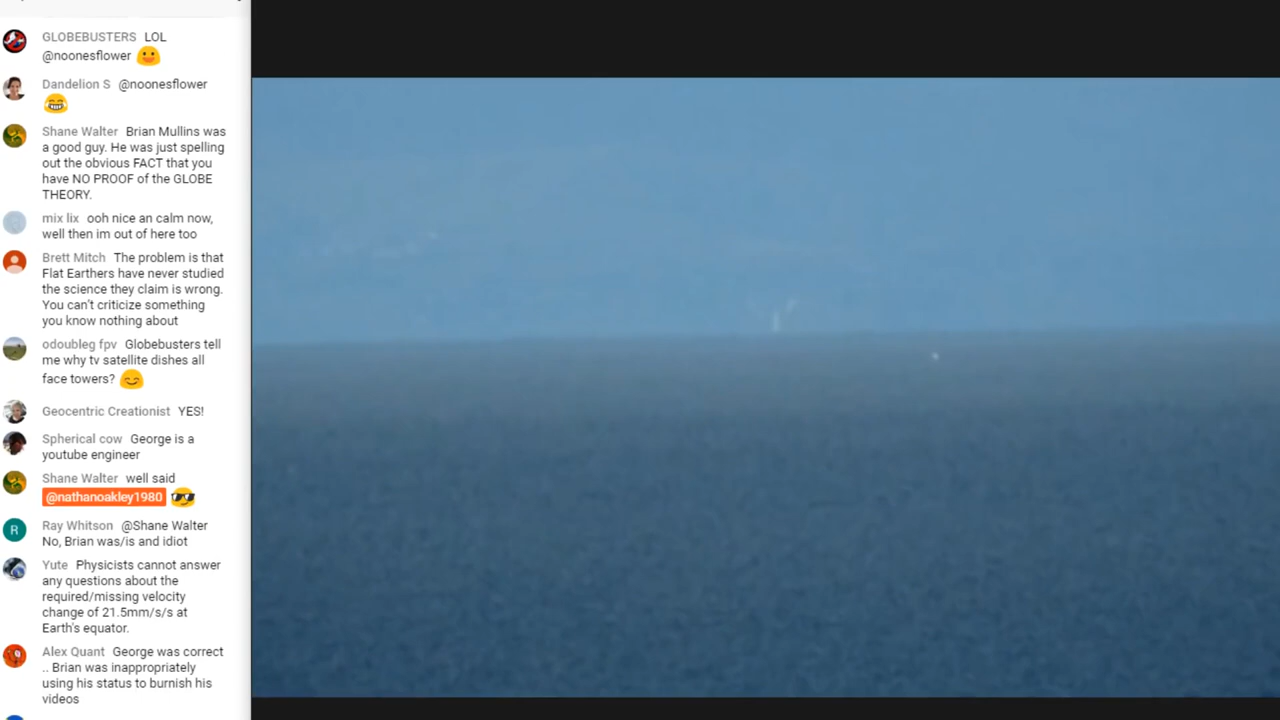 GLOBEBUSTERS LOL
@noonesflower
Dandelion S @noonesflower
Shane Walter Brian Mullins was
a good guy. He was just spelling
out the obvious FACT that you
have NO PROOF of the GLOBE
THEORY.
mix lix ooh nice an calm now,
well then im out of here too
Brett Mitch The problem is that
Flat Earthers have never studied
the science they claim is wrong.
You can't criticize something
you know nothing about
odoubleg fpv Globebusters tell
me why tv satellite dishes all
face towers?
Geocentric Creationist YES!
Spherical cow George is a
youtube engineer
Shane Walter well said
@nathanoakley1980
R
Ray Whitson @Shane Walter
No, Brian was/is and idiot
Yute Physicists cannot answer
any questions about the
required/missing velocity
change of 21.5mm/s/s at
Earth's equator.
Alex Quant George was correct
.. Brian was inappropriately
using his status to burnish his
videos